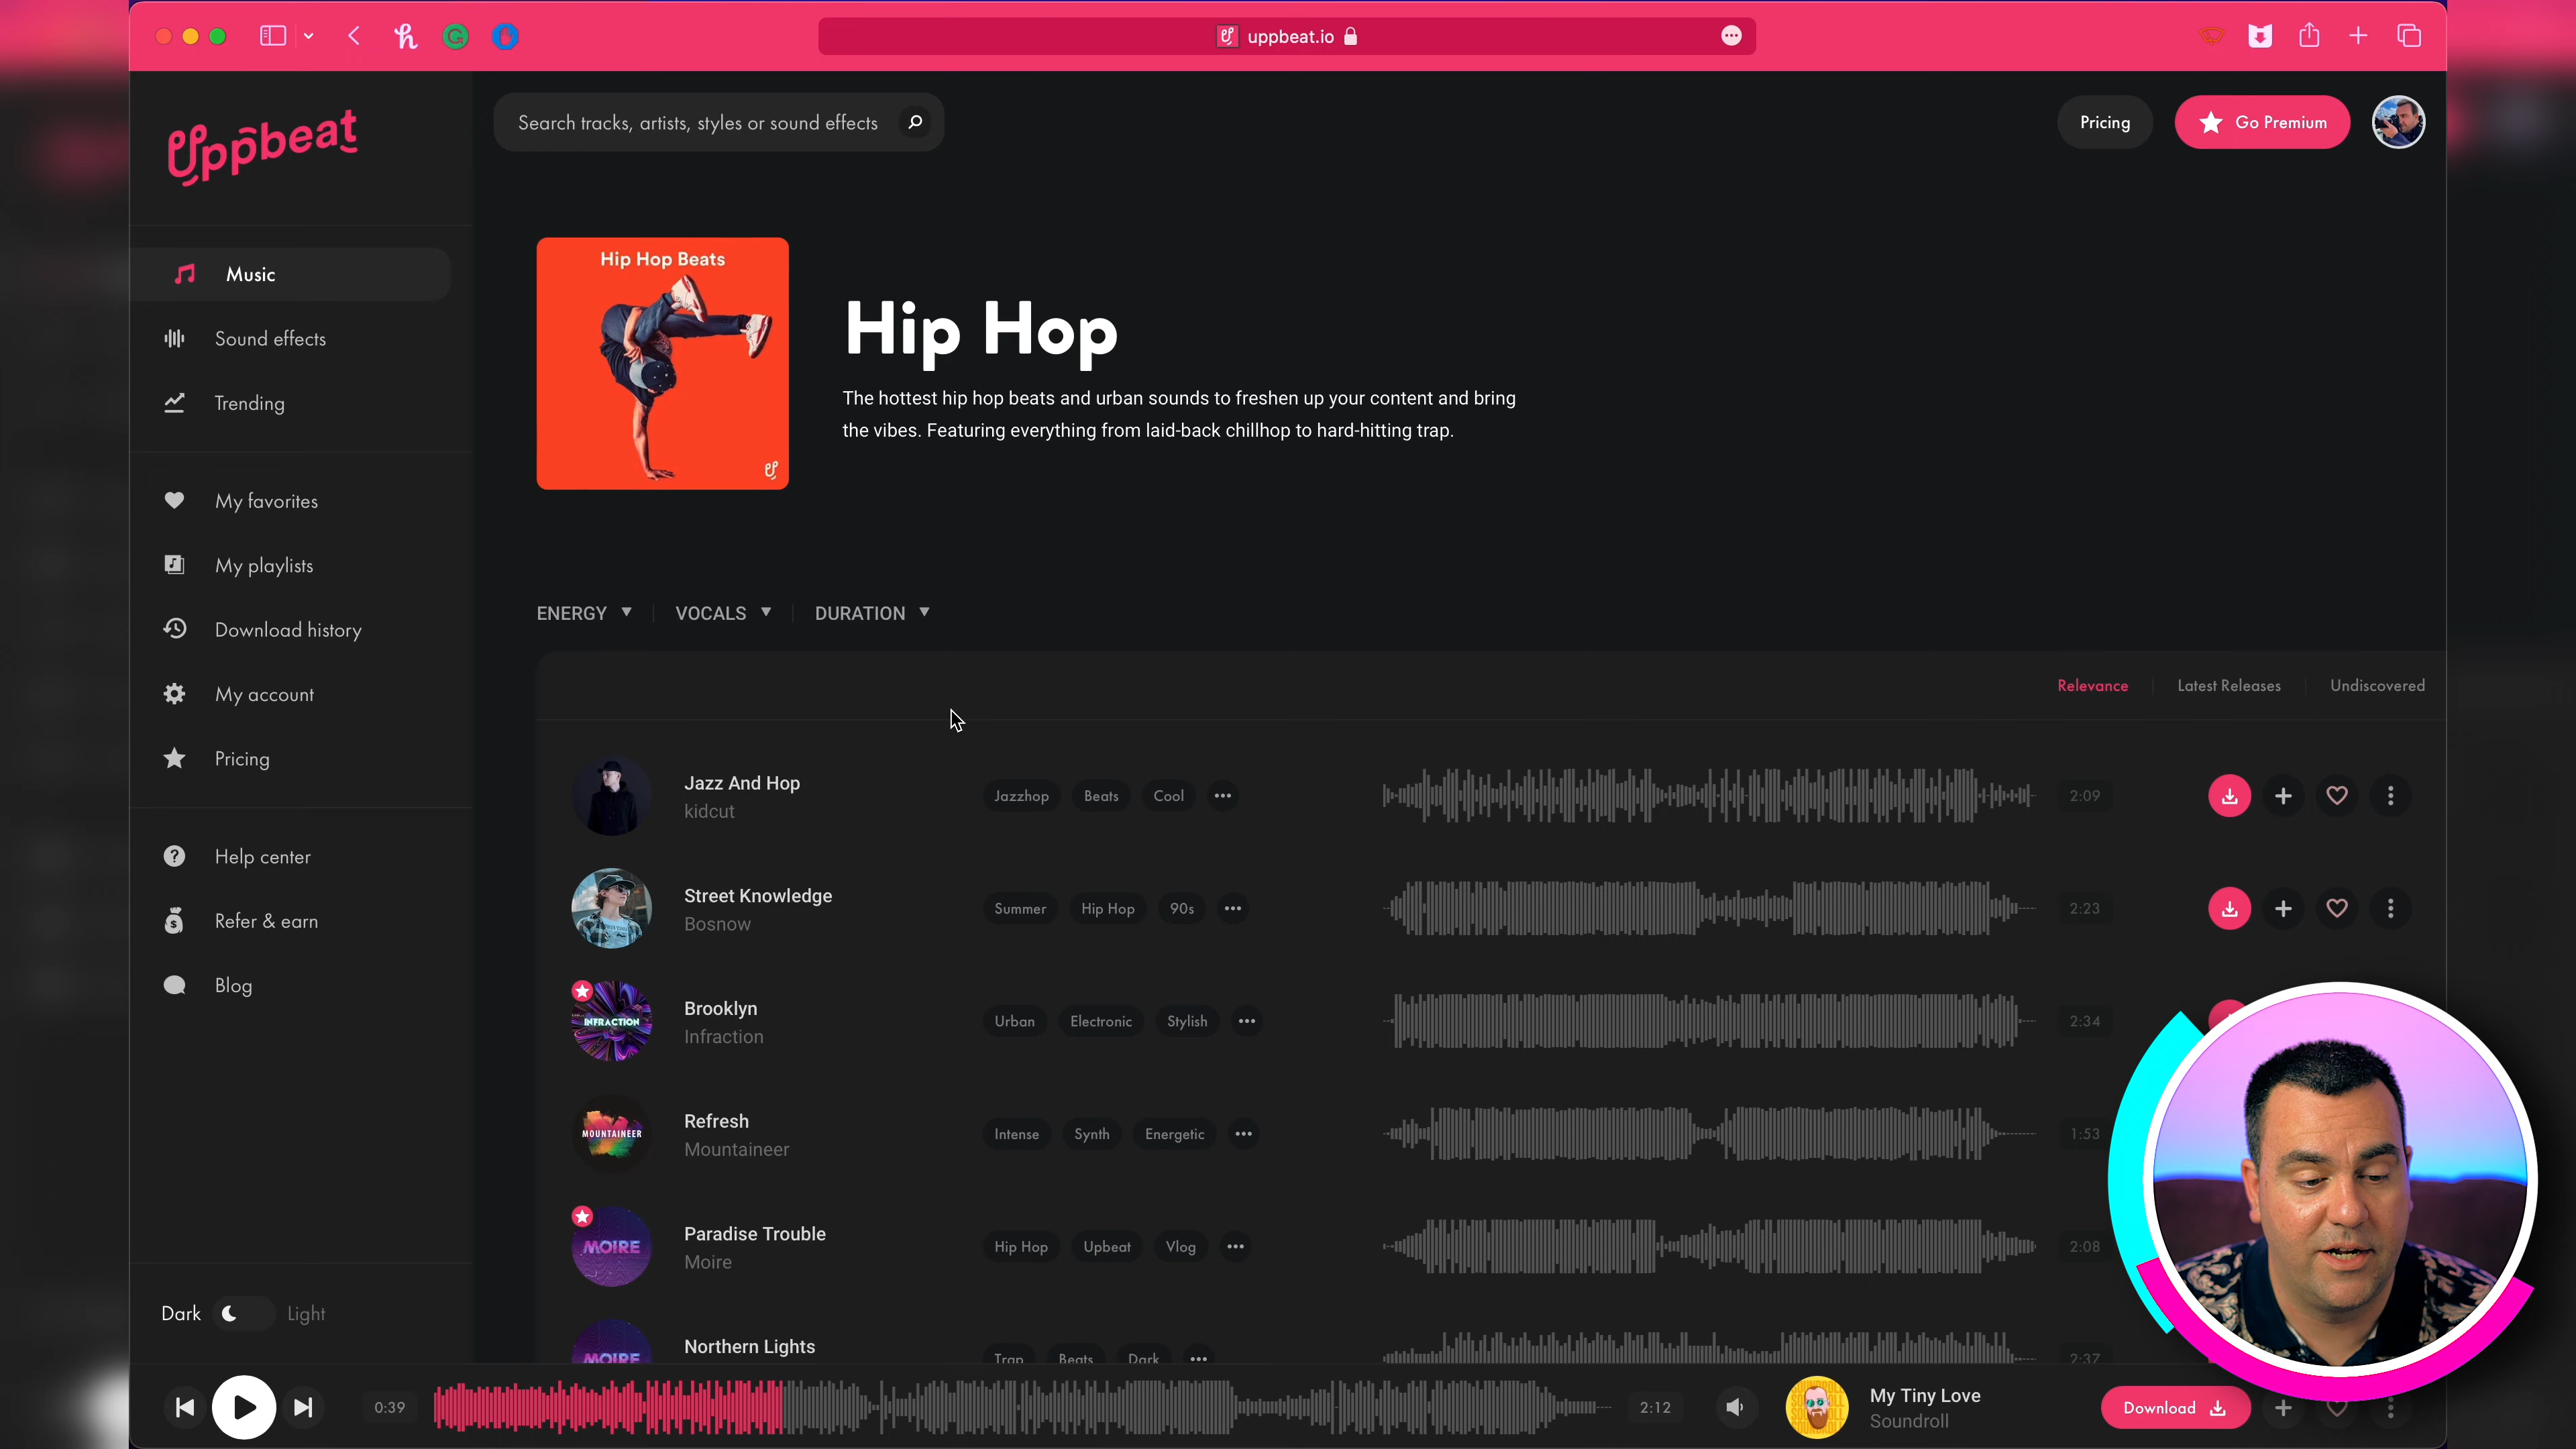 uppbeat.io
Uppbeat
Search tracks, artists, styles or sound effects
Pricing
Go Premium
Music
Sound effects
Trending
My favorites
My playlists
Download history
My account
Pricing
Help center
Refer & earn
Blog
Dark
Light
Hip Hop Beats
Hip Hop
The hottest hip hop beats and urban sounds to freshen up your content and bring
the vibes. Featuring everything from laid-back chillhop to hard-hitting trap.
ENERGY
VOCALS
DURATION
Relevance
Latest Releases
Undiscovered
Jazz And Hop
kidcut
Jazzhop
Beats
Cool
2:09
Street Knowledge
Bosnow
Summer
Hip Hop
90s
2:23
INFRACTION
Brooklyn
Infraction
Urban
Electronic
Stylish
2:34
MOUNTAINEER
Refresh
Mountaineer
Intense
Synth
Energetic
1:53
MOIRE
Paradise Trouble
Moire
Hip Hop
Upbeat
Vlog
2:08
MOIRE
Northern Lights
Trap
Beats
Dark
2:37
0:39
2:12
My Tiny Love
Soundroll
Download